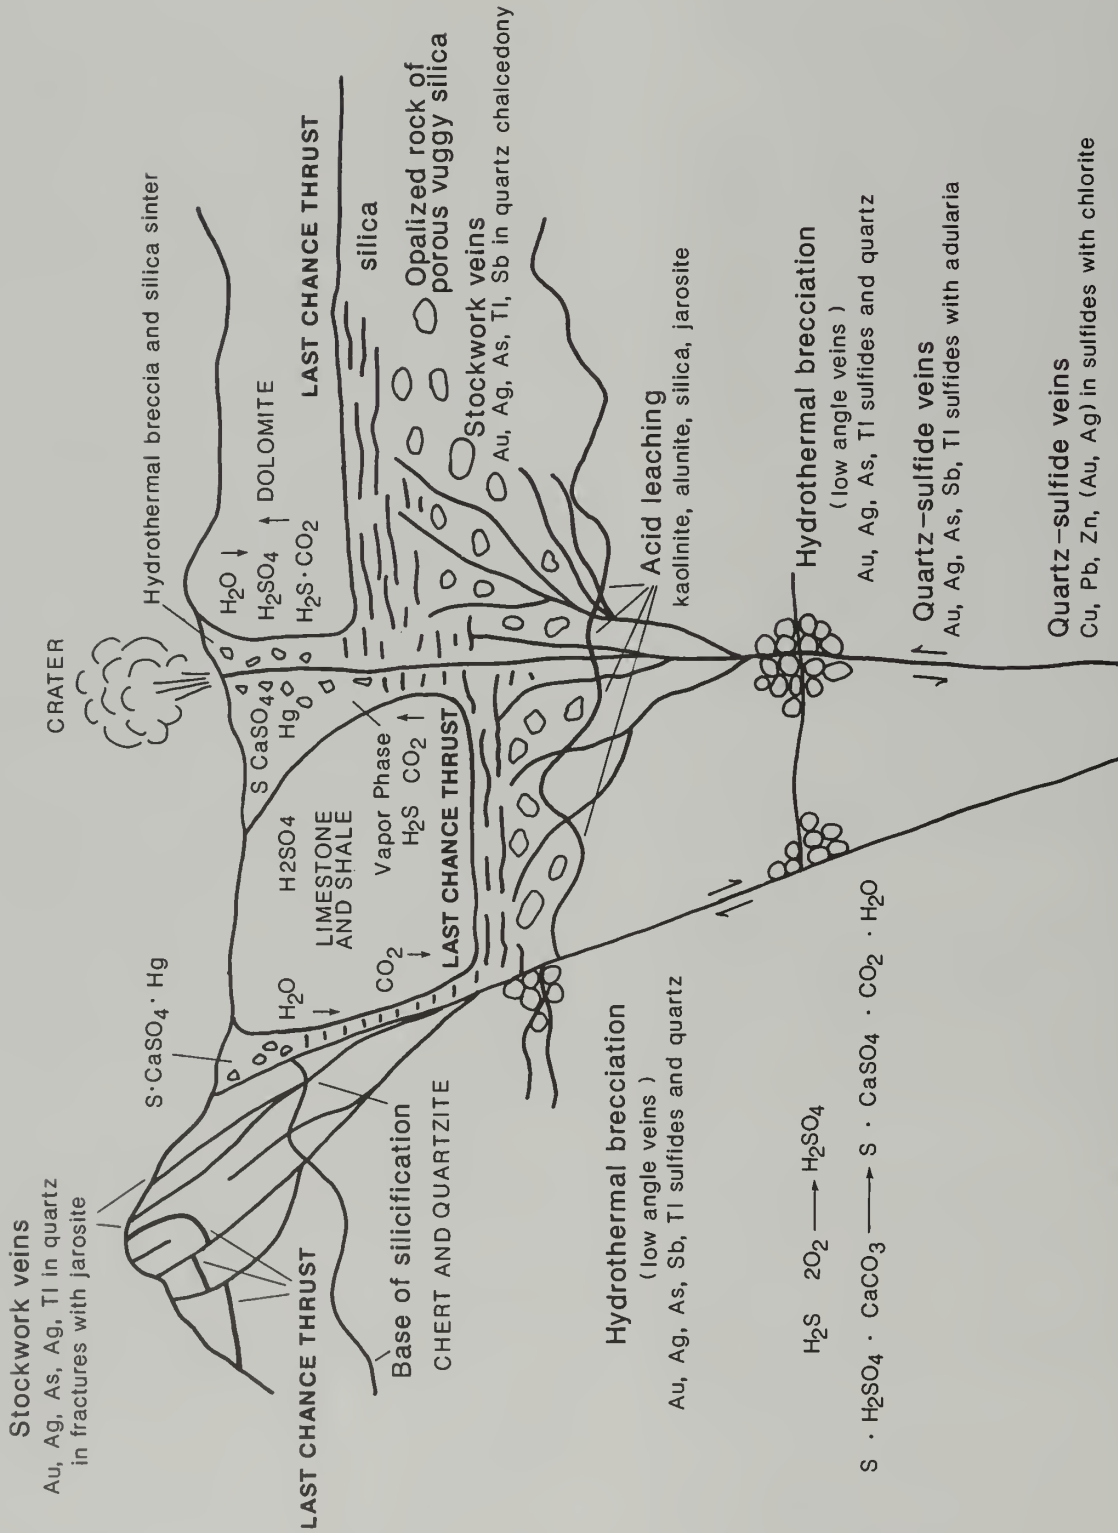 Stockwork veins
Au, Ag, As, Ag, Tl in quartz
in fractures with jarosite
S·CaSO4·Hg
CRATER
Hydrothermal breccia and silica sinter
H2O
CO2
H2SO4
LIMESTONE
AND SHALE
Vapor Phase
H2S CO2
S CaSO4
Hg
H2O
H2SO4
H2S·CO2
DOLOMITE
LAST CHANCE THRUST
LAST CHANCE THRUST
LAST CHANCE THRUST
silica
Opalized rock of
porous vuggy silica
Stockwork veins
Au, Ag, As, Tl, Sb in quartz chalcedony
Base of silicification
CHERT AND QUARTZITE
Acid leaching
kaolinite, alunite, silica, jarosite
Hydrothermal brecciation
(low angle veins )
Au, Ag, As, Sb, Tl sulfides and quartz
Hydrothermal brecciation
(low angle veins )
Au, Ag, As, Tl sulfides and quartz
Quartz-sulfide veins
Au, Ag, As, Sb, Tl sulfides with adularia
Quartz-sulfide veins
Cu, Pb, Zn, (Au, Ag) in sulfides with chlorite
H2S 2O2 → H2SO4
S · H2SO4 · CaCO3 → S · CaSO4 · CO2 · H2O